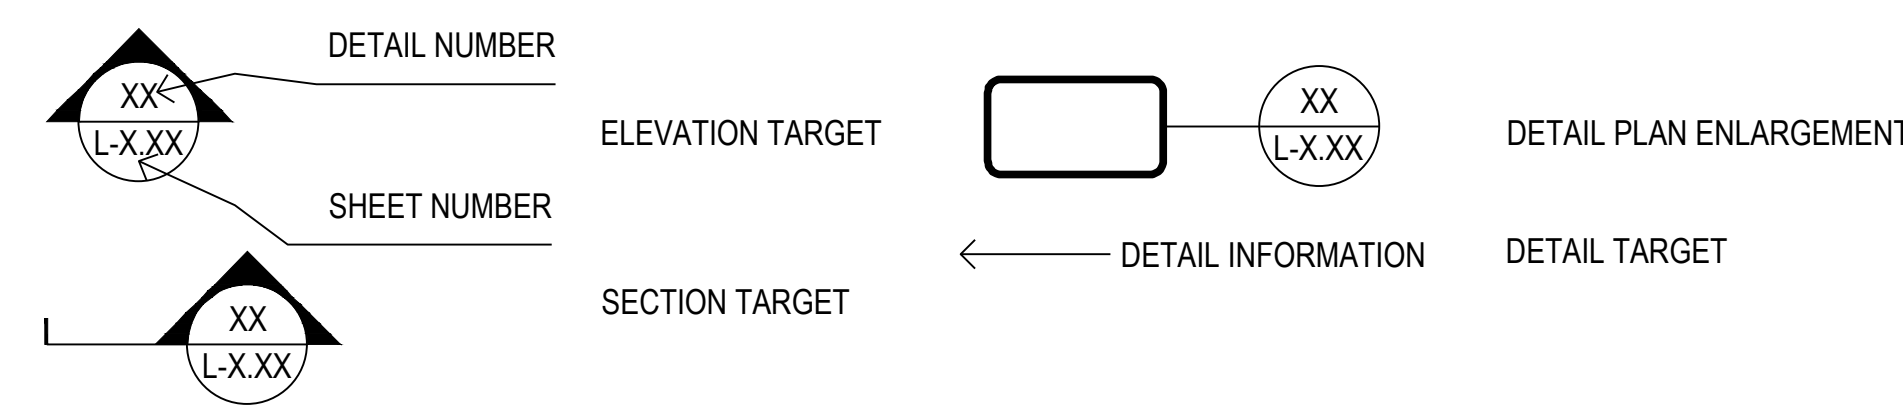 DETAIL NUMBER
XX
L-X.XX
ELEVATION TARGET
SHEET NUMBER
XX
L-X.XX
SECTION TARGET
XX
L-X.XX
DETAIL PLAN ENLARGEMENT
DETAIL INFORMATION
DETAIL TARGET